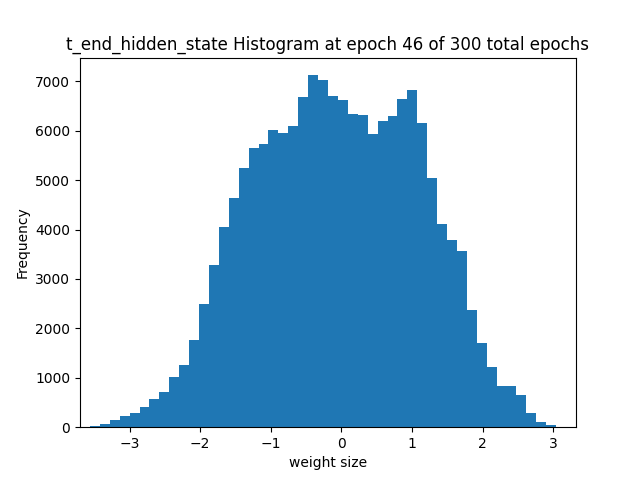 t_end_hidden_state Histogram at epoch 46 of 300 total epochs
7000
6000
5000
4000
3000
2000
1000
0
Frequency
−3 −2 −1 0 1 2 3
weight size